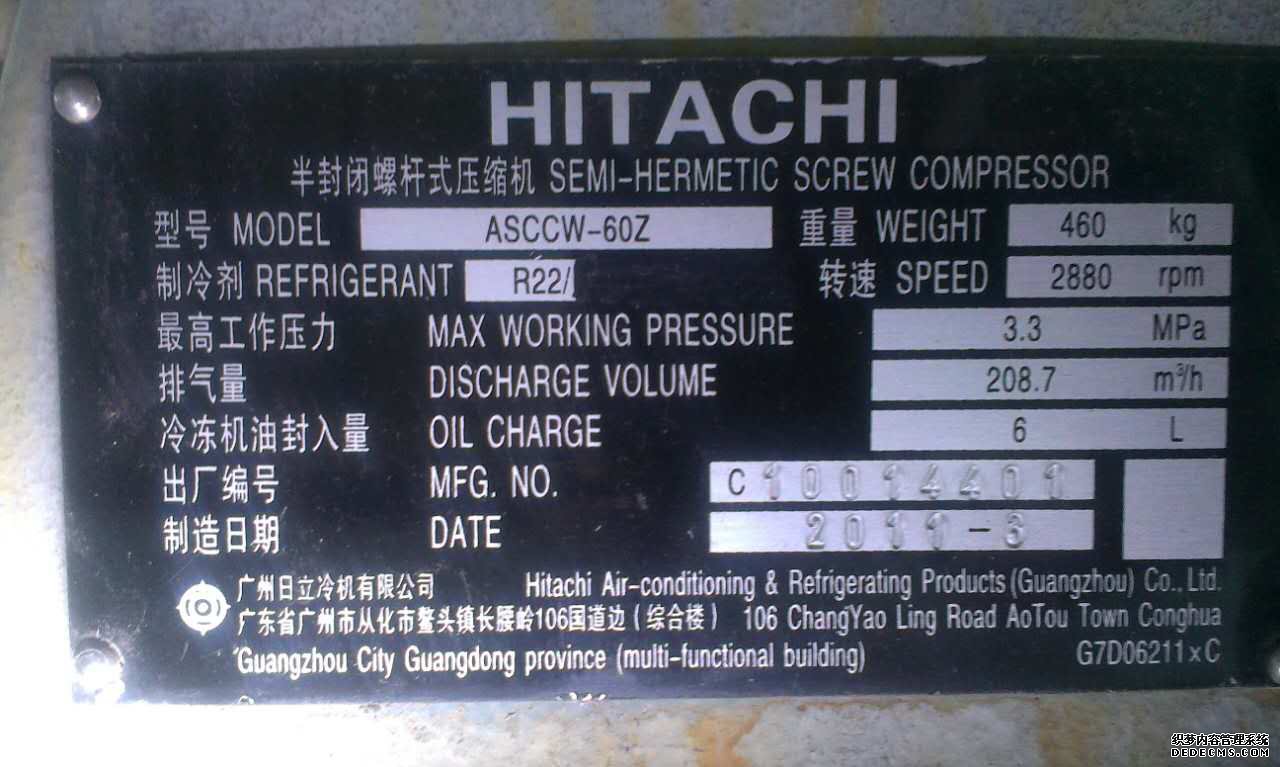 HITACHI
半封闭螺杆式压缩机 SEMI-HERMETIC SCREW COMPRESSOR
型号 MODEL ASCCW-60Z 重量 WEIGHT 460 kg
制冷剂 REFRIGERANT R22/ 转速 SPEED 2880 rpm
最高工作压力 MAX WORKING PRESSURE 3.3 MPa
排气量 DISCHARGE VOLUME 208.7 m³/h
冷冻机油封入量 OIL CHARGE 6 L
出厂编号 MFG. NO. C 10014401
制造日期 DATE 2011-3
广州日立冷机有限公司 Hitachi Air-conditioning & Refrigerating Products (Guangzhou) Co., Ltd.
广东省广州市从化市鳌头镇长腰岭106国道边(综合楼) 106 ChangYao Ling Road AoTou Town Conghua
Guangzhou City Guangdong province (multi-functional building) G7D06211×C
织梦内容管理系统
DEDECMS.COM